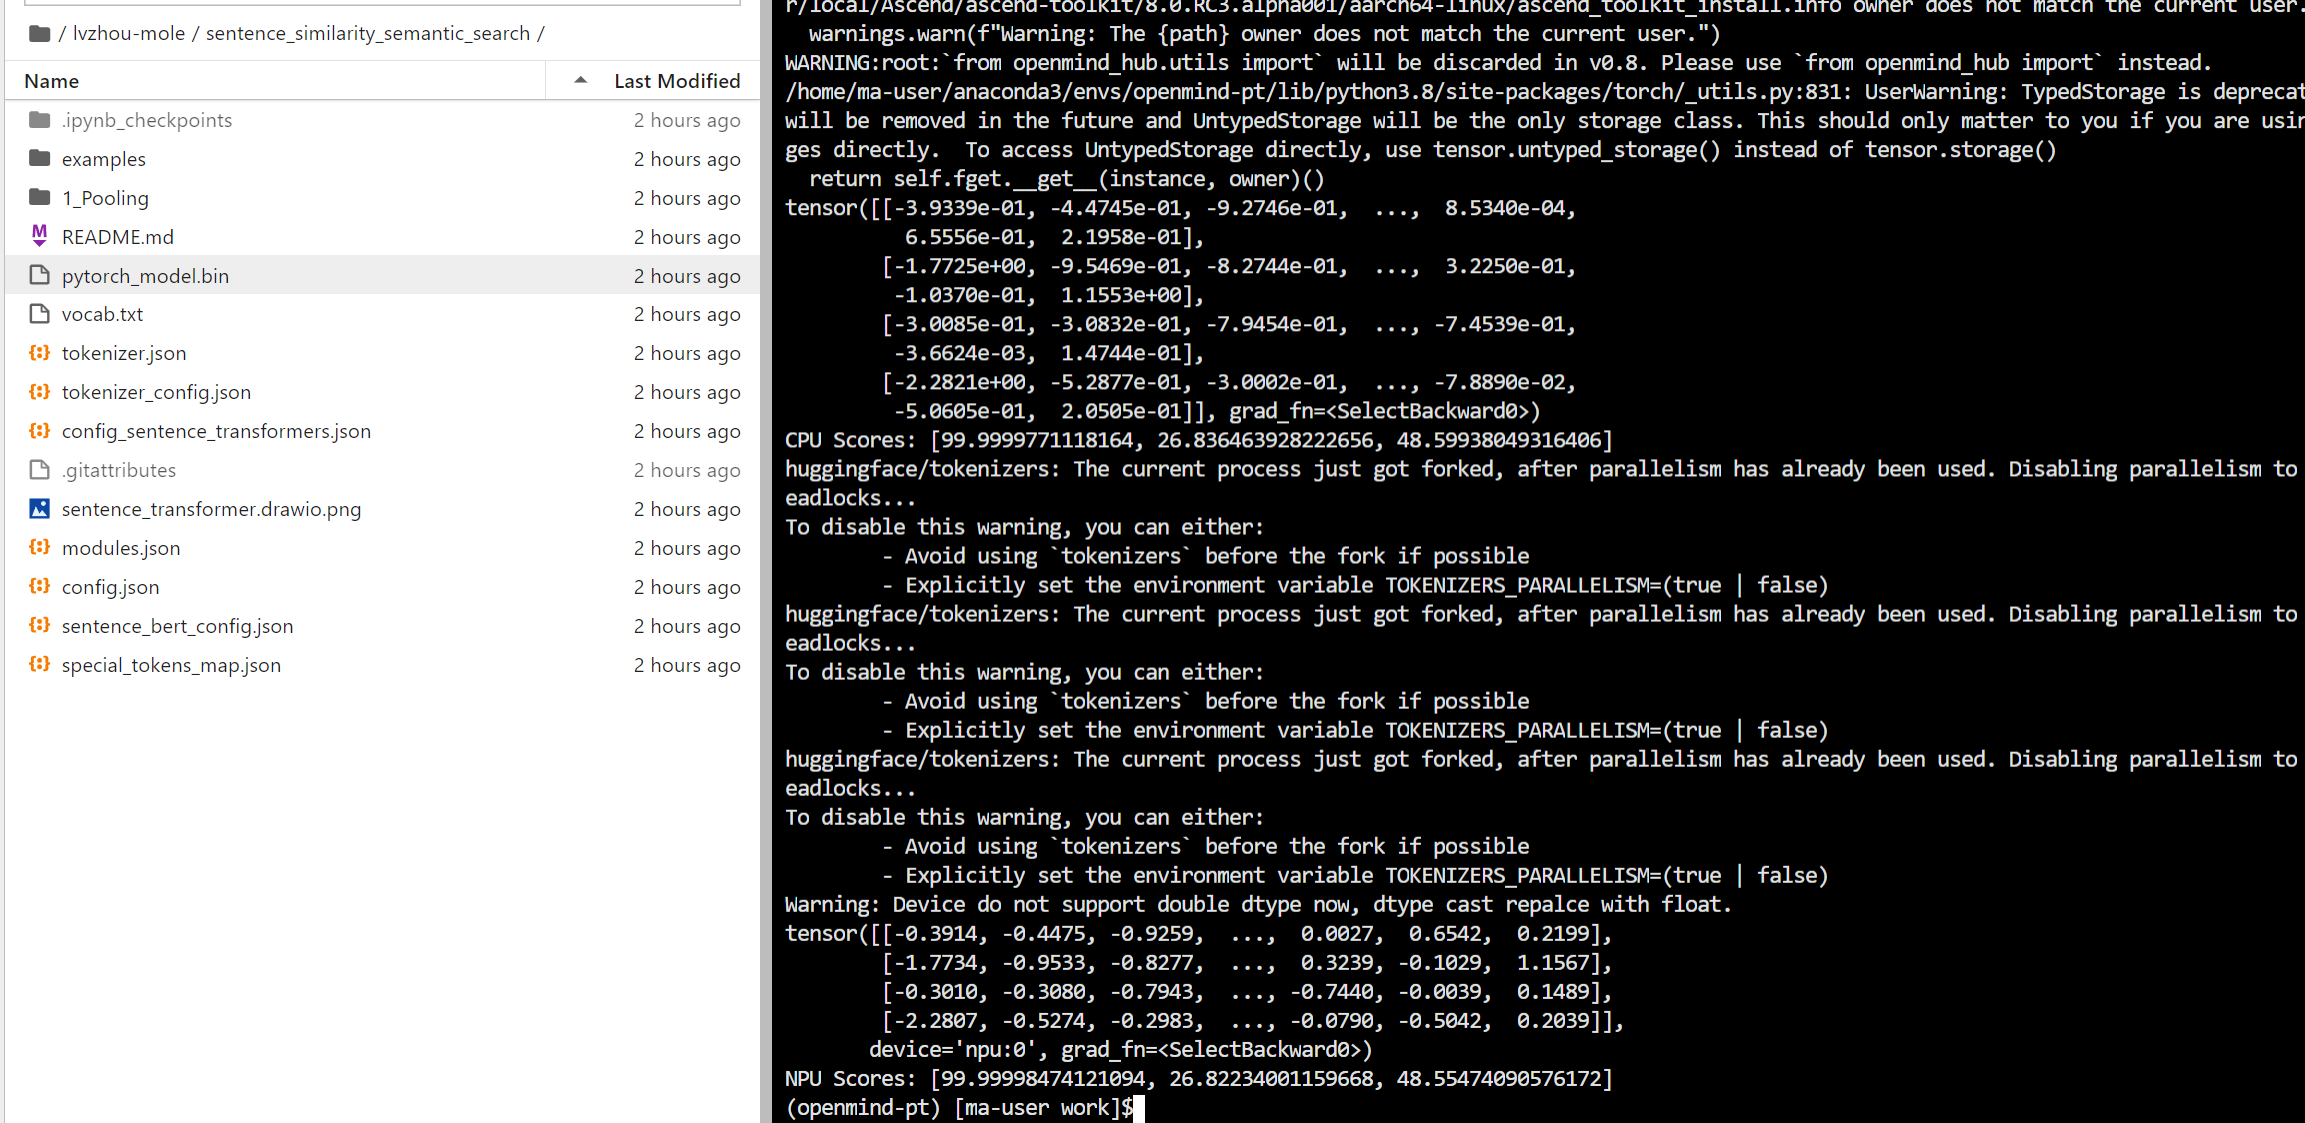 / lvzhou-mole / sentence_similarity_semantic_search /
Name Last Modified
.ipynb_checkpoints 2 hours ago
examples 2 hours ago
1_Pooling 2 hours ago
README.md 2 hours ago
pytorch_model.bin 2 hours ago
vocab.txt 2 hours ago
tokenizer.json 2 hours ago
tokenizer_config.json 2 hours ago
config_sentence_transformers.json 2 hours ago
.gitattributes 2 hours ago
sentence_transformer.drawio.png 2 hours ago
modules.json 2 hours ago
config.json 2 hours ago
sentence_bert_config.json 2 hours ago
special_tokens_map.json 2 hours ago
r/local/Ascend/ascend-toolkit/8.0.RC3.alpha001/aarch64-linux/ascend_toolkit_install.info owner does not match the current user.
  warnings.warn(f"Warning: The {path} owner does not match the current user.")
WARNING:root:`from openmind_hub.utils import` will be discarded in v0.8. Please use `from openmind_hub import` instead.
/home/ma-user/anaconda3/envs/openmind-pt/lib/python3.8/site-packages/torch/_utils.py:831: UserWarning: TypedStorage is deprecat
will be removed in the future and UntypedStorage will be the only storage class. This should only matter to you if you are usin
ges directly.  To access UntypedStorage directly, use tensor.untyped_storage() instead of tensor.storage()
  return self.fget.__get__(instance, owner)()
tensor([[-3.9339e-01, -4.4745e-01, -9.2746e-01,  ...,  8.5340e-04,
          6.5556e-01,  2.1958e-01],
        [-1.7725e+00, -9.5469e-01, -8.2744e-01,  ...,  3.2250e-01,
         -1.0370e-01,  1.1553e+00],
        [-3.0085e-01, -3.0832e-01, -7.9454e-01,  ..., -7.4539e-01,
         -3.6624e-03,  1.4744e-01],
        [-2.2821e+00, -5.2877e-01, -3.0002e-01,  ..., -7.8890e-02,
         -5.0605e-01,  2.0505e-01]], grad_fn=<SelectBackward0>)
CPU Scores: [99.9999771118164, 26.836463928222656, 48.59938049316406]
huggingface/tokenizers: The current process just got forked, after parallelism has already been used. Disabling parallelism to
eadlocks...
To disable this warning, you can either:
        - Avoid using `tokenizers` before the fork if possible
        - Explicitly set the environment variable TOKENIZERS_PARALLELISM=(true | false)
huggingface/tokenizers: The current process just got forked, after parallelism has already been used. Disabling parallelism to
eadlocks...
To disable this warning, you can either:
        - Avoid using `tokenizers` before the fork if possible
        - Explicitly set the environment variable TOKENIZERS_PARALLELISM=(true | false)
huggingface/tokenizers: The current process just got forked, after parallelism has already been used. Disabling parallelism to
eadlocks...
To disable this warning, you can either:
        - Avoid using `tokenizers` before the fork if possible
        - Explicitly set the environment variable TOKENIZERS_PARALLELISM=(true | false)
Warning: Device do not support double dtype now, dtype cast repalce with float.
tensor([[-0.3914, -0.4475, -0.9259,  ...,  0.0027,  0.6542,  0.2199],
        [-1.7734, -0.9533, -0.8277,  ...,  0.3239, -0.1029,  1.1567],
        [-0.3010, -0.3080, -0.7943,  ..., -0.7440, -0.0039,  0.1489],
        [-2.2807, -0.5274, -0.2983,  ..., -0.0790, -0.5042,  0.2039]],
       device='npu:0', grad_fn=<SelectBackward0>)
NPU Scores: [99.99998474121094, 26.82234001159668, 48.55474090576172]
(openmind-pt) [ma-user work]$